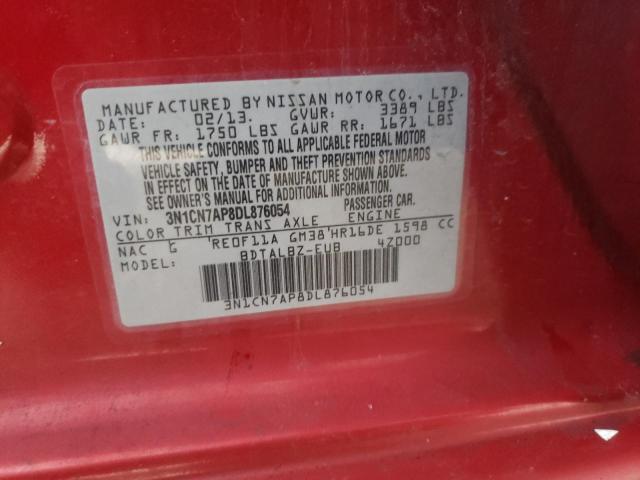 MANUFACTURED BY NISSAN MOTOR CO., LTD.
DATE: 02/13. GVWR: 3389 LBS
GAWR FR: 1750 LBS GAWR RR: 1671 LBS
THIS VEHICLE CONFORMS TO ALL APPLICABLE FEDERAL MOTOR
VEHICLE SAFETY, BUMPER AND THEFT PREVENTION STANDARDS
IN EFFECT ON THE DATE OF MANUFACTURE SHOWN ABOVE.
SEE OWNER'S MANUAL FOR ADDITIONAL INFORMATION.
VIN: 3N1CN7AP8DL876054 PASSENGER CAR.
COLOR TRIM TRANS AXLE ENGINE
NAC G 'RE0F11A GM38'HR16DE 1598 CC
MODEL: BDTALBZ-EUB 4Z000
3N1CN7AP8DL876054